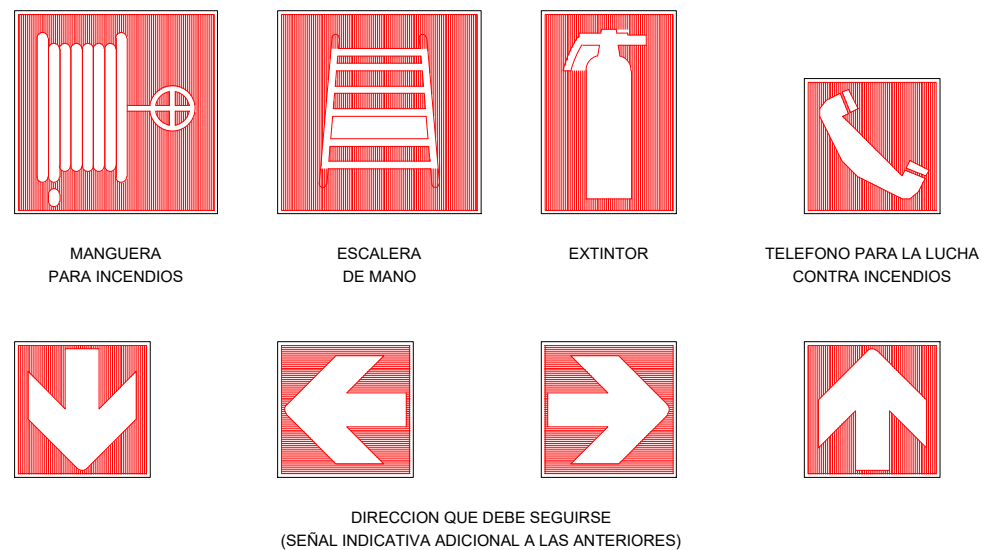 MANGUERA
PARA INCENDIOS
ESCALERA
DE MANO
EXTINTOR
TELEFONO PARA LA LUCHA
CONTRA INCENDIOS
DIRECCION QUE DEBE SEGUIRSE
(SEÑAL INDICATIVA ADICIONAL A LAS ANTERIORES)